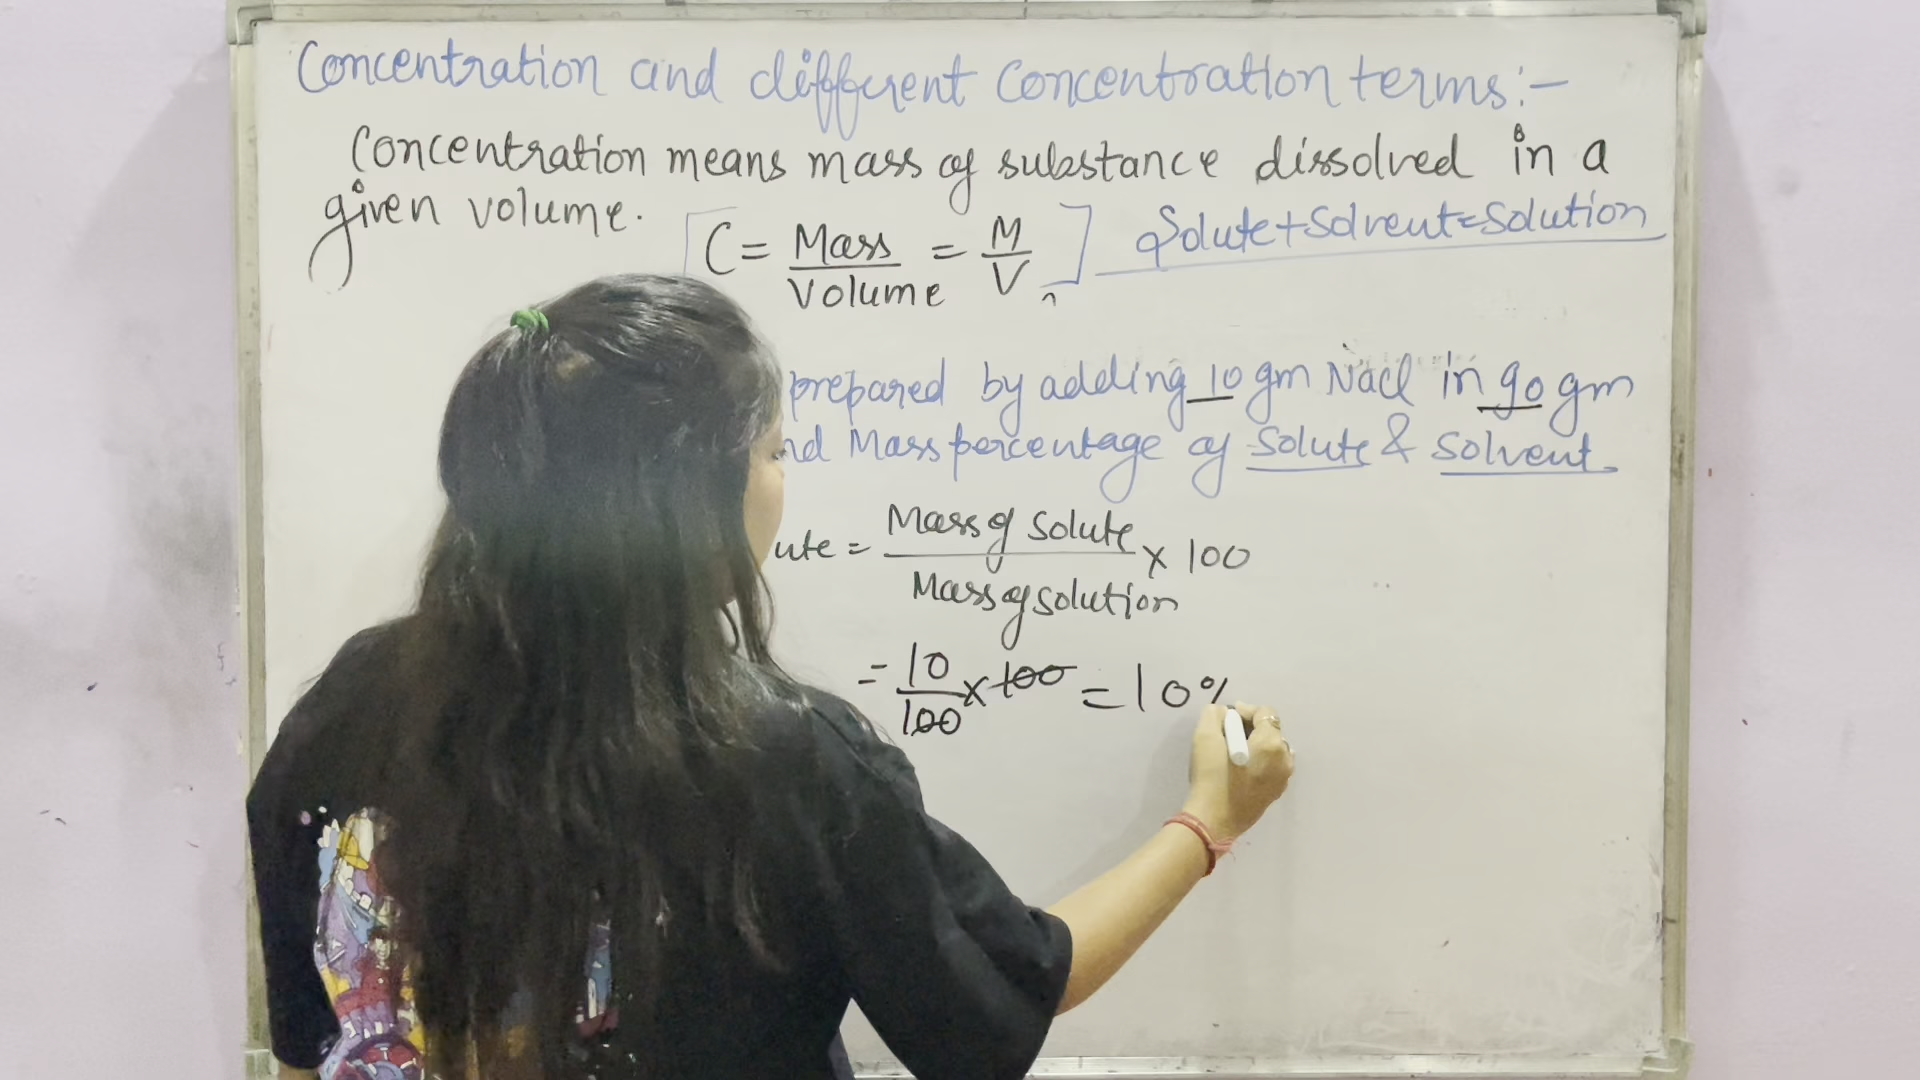 Concentration and different Concentration terms:-
Concentration means mass of substance dissolved in a
given volume.
[C = Mass/Volume = M/V] Solute+Solvent=Solution
prepared by adding 10 gm Nacl in 90 gm
nd Mass percentage of Solute & Solvent.
ute = Mass of Solute/Mass of solution x 100
= 10/100 x 100 = 10%